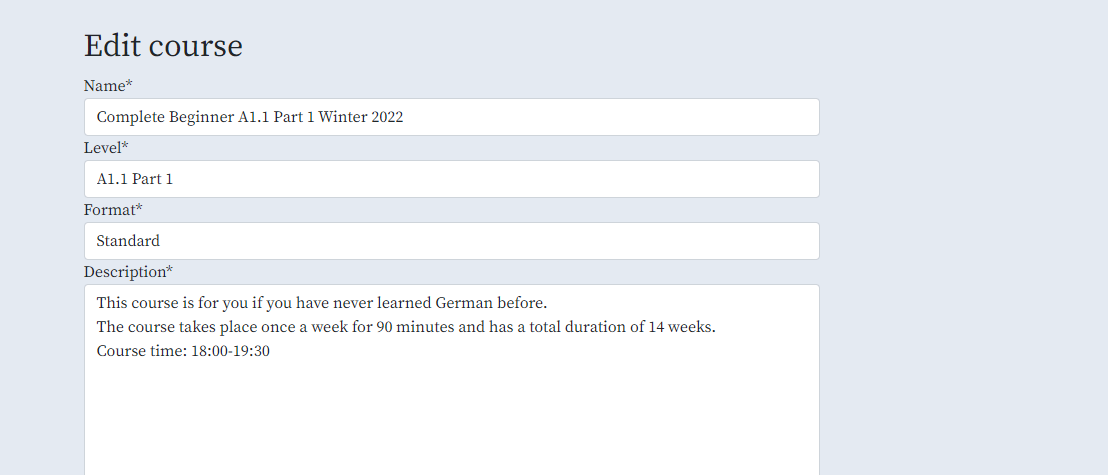 Edit course
Name*
Complete Beginner A1.1 Part 1 Winter 2022
Level*
A1.1 Part 1
Format*
Standard
Description*
This course is for you if you have never learned German before.
The course takes place once a week for 90 minutes and has a total duration of 14 weeks.
Course time: 18:00-19:30